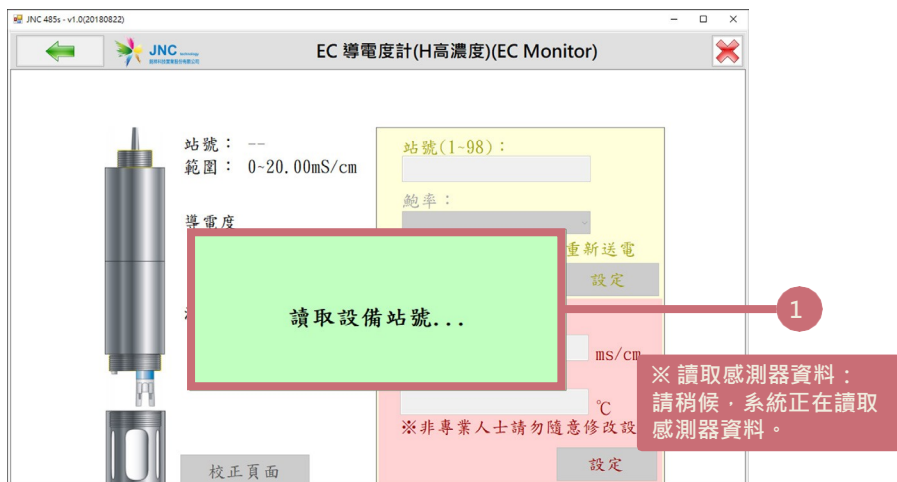 JNC 485s - v1.0(20180822)
JNC technology
EC 導電度計(H高濃度)(EC Monitor)
站號： --
範圍： 0~20.00mS/cm
導電度
站號(1~98)：
鮑率：
重新送電
設定
讀取設備站號...
1
ms/cm
℃
※非專業人士請勿隨意修改設
設定
校正頁面
※ 讀取感測器資料：
請稍候，系統正在讀取
感測器資料。